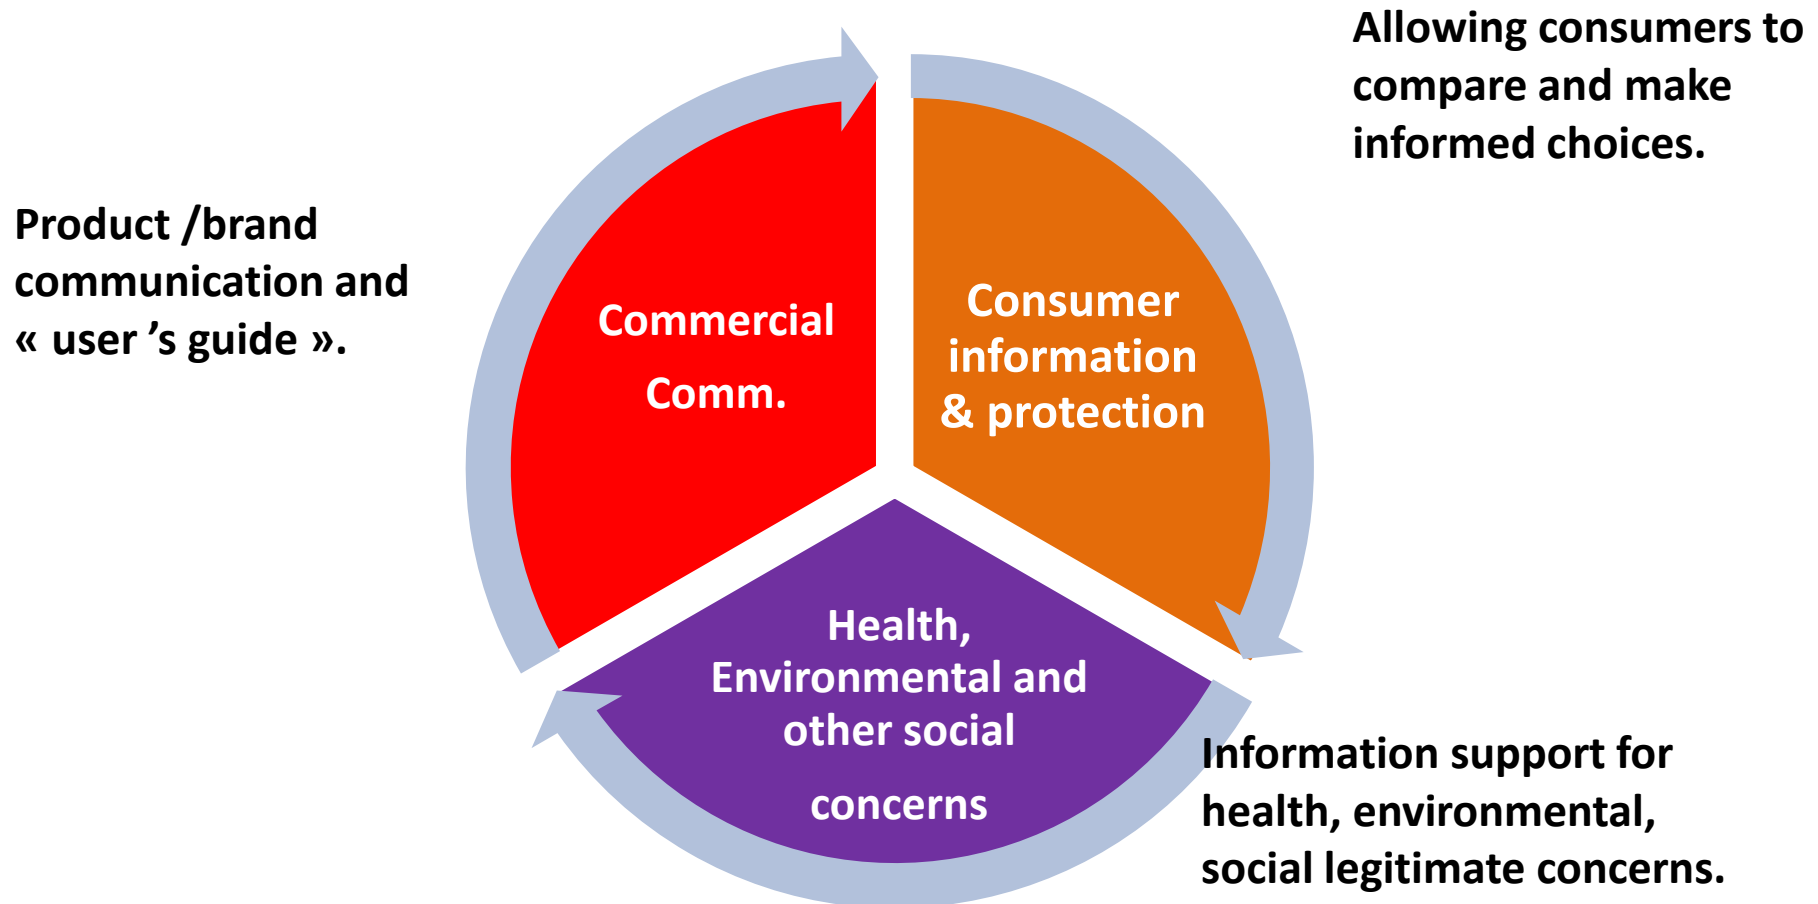 Allowing consumers to
compare and make
informed choices.
Product /brand
communication and
« user ’s guide ».
Commercial
Comm.
Consumer
information
& protection
Health,
Environmental and
other social
concerns
Information support for
health, environmental,
social legitimate concerns.